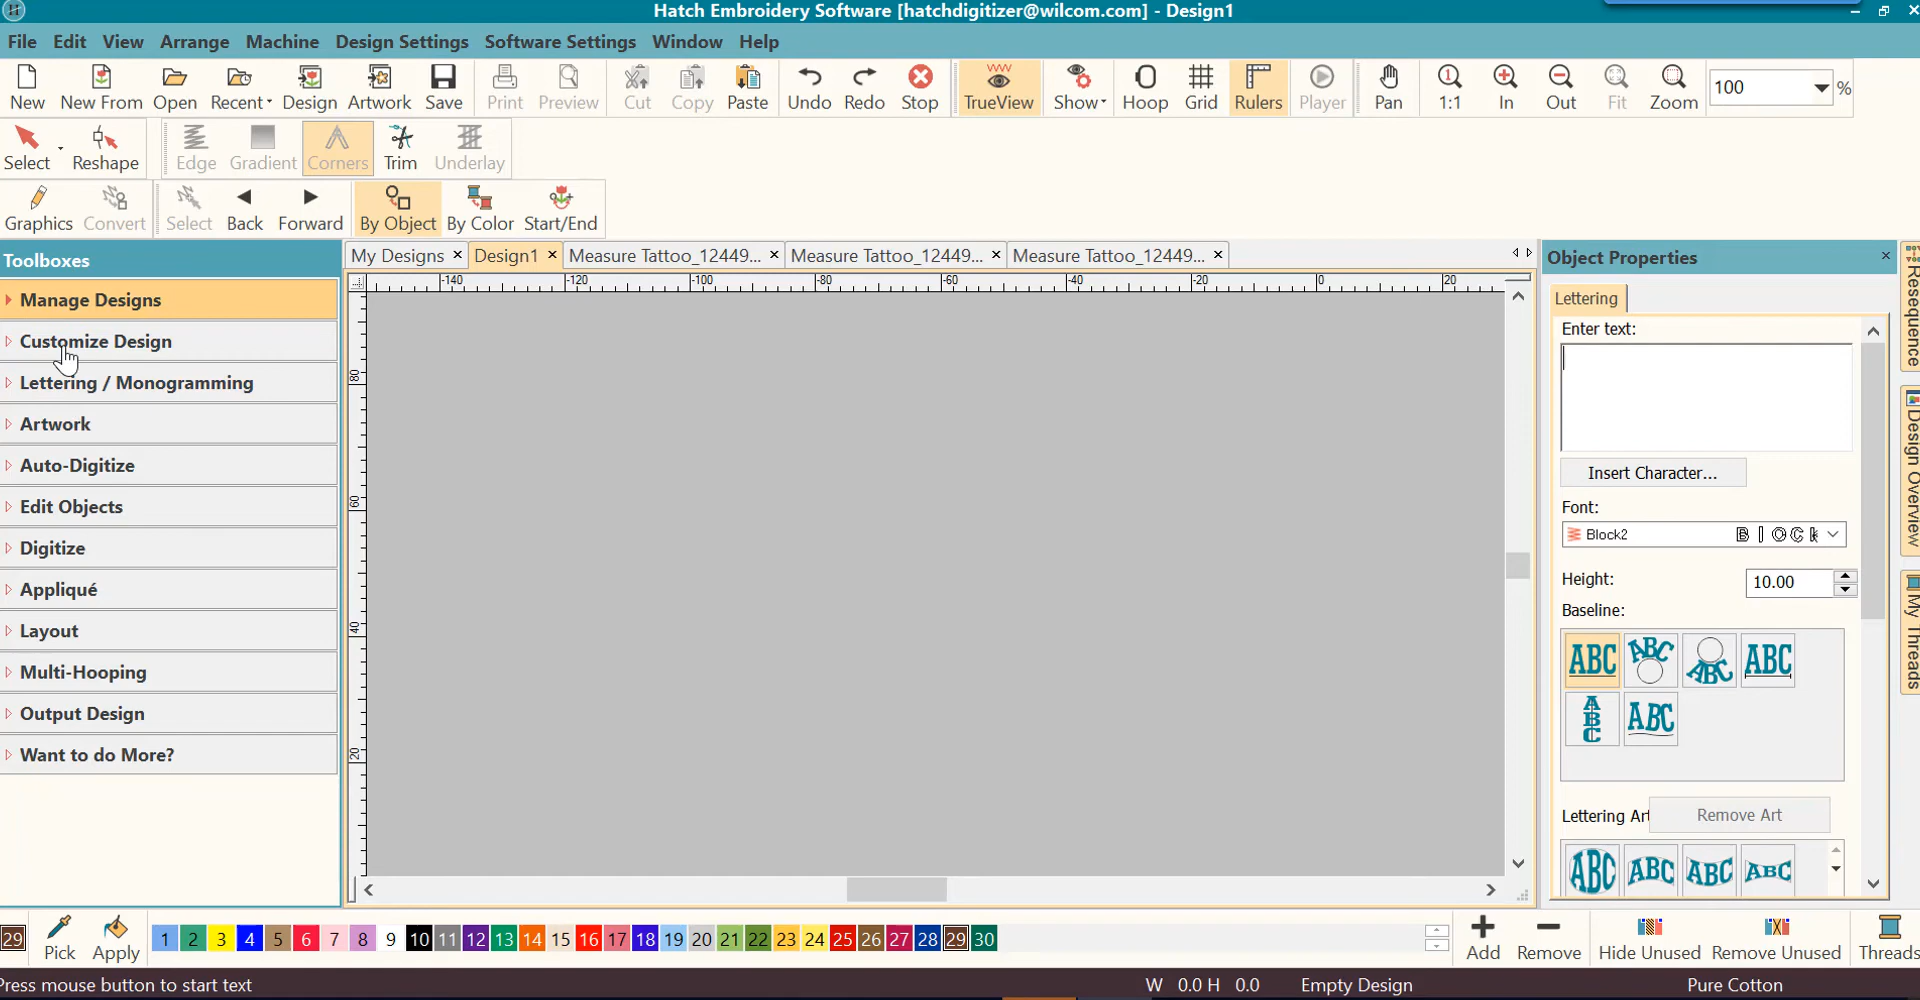 Hatch Embroidery Software [hatchdigitizer@wilcom.com] - Design1
File Edit View Arrange Machine Design Settings Software Settings Window Help
New New From Open Recent Design Artwork Save Print Preview Cut Copy Paste Undo Redo Stop TrueView Show Hoop Grid Rulers Player Pan 1:1 In Out Fit Zoom 100 %
Select Reshape Edge Gradient Corners Trim Underlay
Graphics Convert Select Back Forward By Object By Color Start/End
Toolboxes
Manage Designs
Customize Design
Lettering / Monogramming
Artwork
Auto-Digitize
Edit Objects
Digitize
Appliqué
Layout
Multi-Hooping
Output Design
Want to do More?
My Designs Design1 Measure Tattoo_12449... Measure Tattoo_12449... Measure Tattoo_12449...
-140 -120 -100 -80 -60 -40 -20 0 20
80
60
40
20
Object Properties
Lettering
Enter text:
Insert Character...
Font:
Block2 Block
Height: 10.00
Baseline:
ABC ABC ABC ABC
ABC ABC
Lettering Art Remove Art
ABC ABC ABC ABC
Resequence
Design Overview
My Threads
29 Pick Apply 1 2 3 4 5 6 7 8 9 10 11 12 13 14 15 16 17 18 19 20 21 22 23 24 25 26 27 28 29 30 Add Remove Hide Unused Remove Unused Threads
Press mouse button to start text W 0.0 H 0.0 Empty Design Pure Cotton